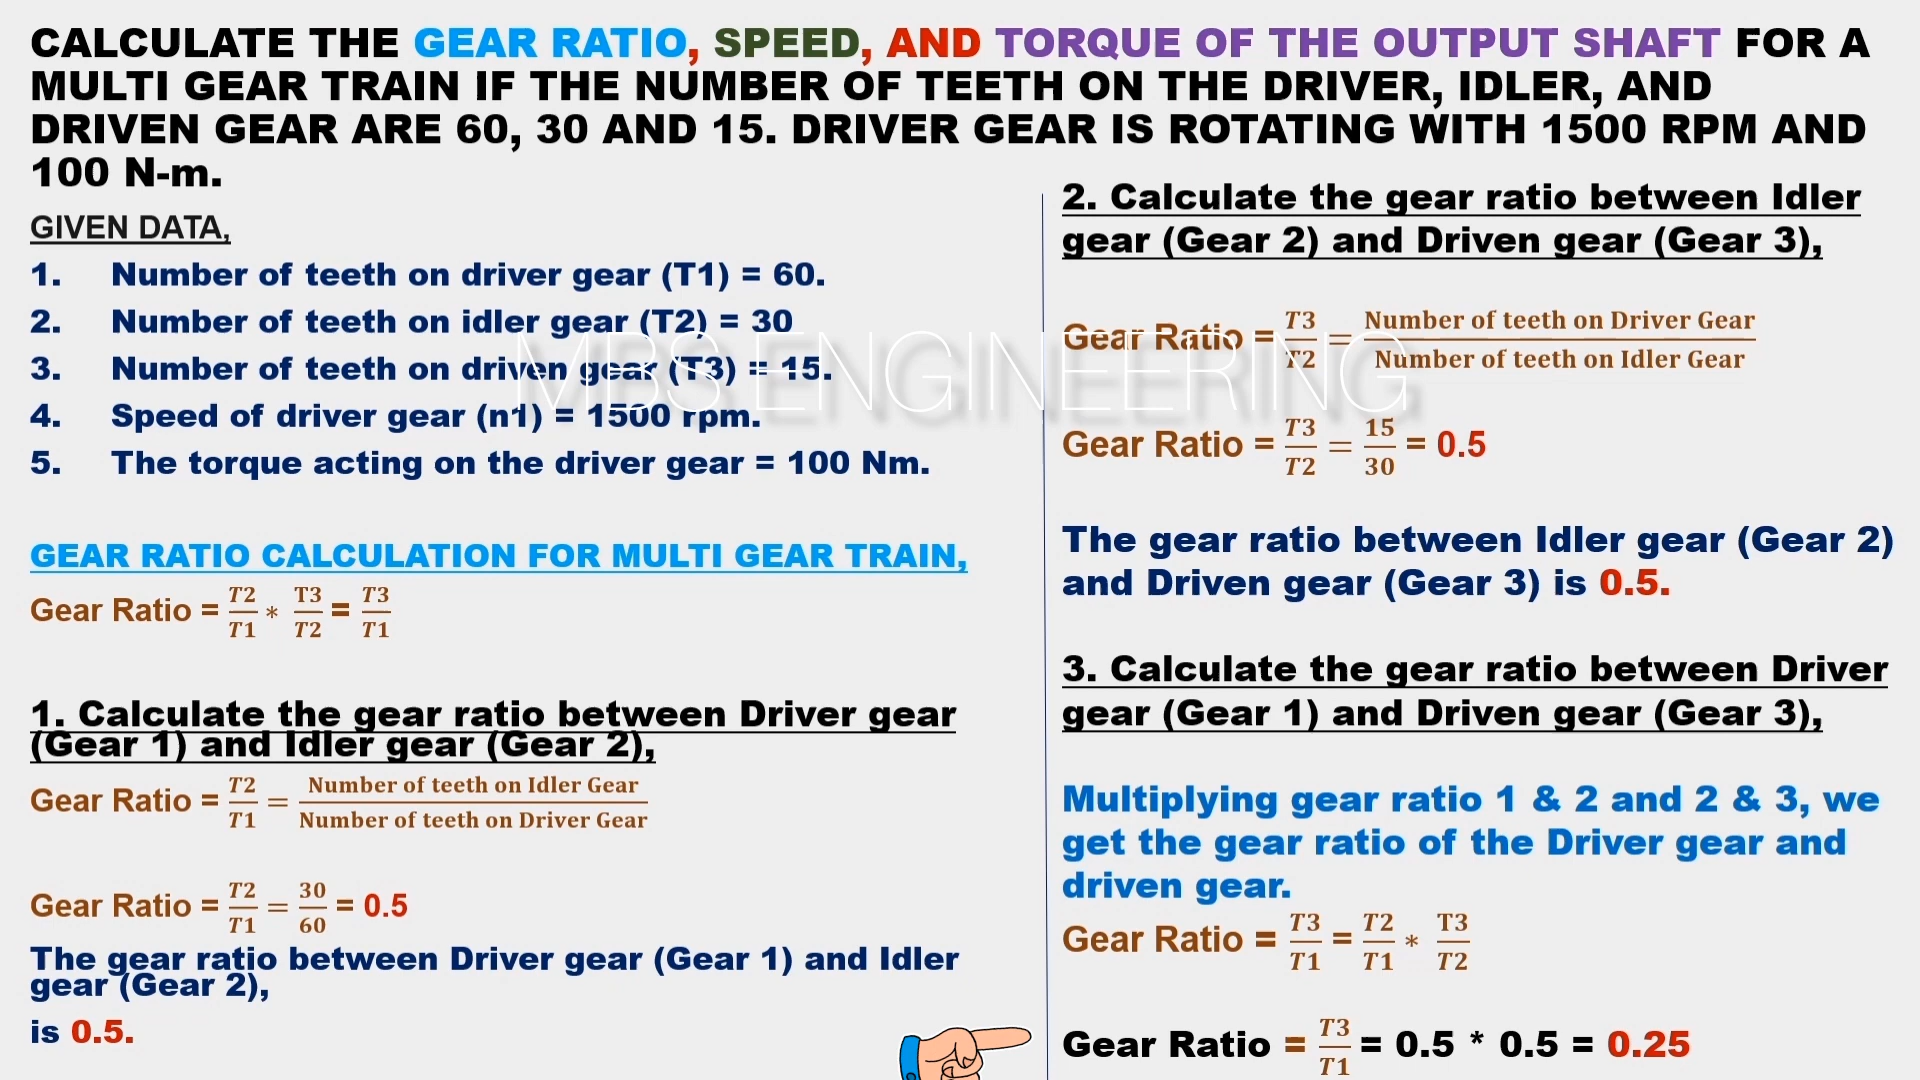 CALCULATE THE GEAR RATIO, SPEED, AND TORQUE OF THE OUTPUT SHAFT FOR A
MULTI GEAR TRAIN IF THE NUMBER OF TEETH ON THE DRIVER, IDLER, AND
DRIVEN GEAR ARE 60, 30 AND 15. DRIVER GEAR IS ROTATING WITH 1500 RPM AND
100 N-m.
GIVEN DATA,
1. Number of teeth on driver gear (T1) = 60.
2. Number of teeth on idler gear (T2) = 30
3. Number of teeth on driven gear (T3) = 15.
4. Speed of driver gear (n1) = 1500 rpm.
5. The torque acting on the driver gear = 100 Nm.
MBS ENGINEERING
GEAR RATIO CALCULATION FOR MULTI GEAR TRAIN,
Gear Ratio = T2/T1 * T3/T2 = T3/T1
1. Calculate the gear ratio between Driver gear
(Gear 1) and Idler gear (Gear 2),
Gear Ratio = T2/T1 = Number of teeth on Idler Gear/Number of teeth on Driver Gear
Gear Ratio = T2/T1 = 30/60 = 0.5
The gear ratio between Driver gear (Gear 1) and Idler
gear (Gear 2),
is 0.5.
2. Calculate the gear ratio between Idler
gear (Gear 2) and Driven gear (Gear 3),
Gear Ratio = T3/T2 = Number of teeth on Driver Gear/Number of teeth on Idler Gear
Gear Ratio = T3/T2 = 15/30 = 0.5
The gear ratio between Idler gear (Gear 2)
and Driven gear (Gear 3) is 0.5.
3. Calculate the gear ratio between Driver
gear (Gear 1) and Driven gear (Gear 3),
Multiplying gear ratio 1 & 2 and 2 & 3, we
get the gear ratio of the Driver gear and
driven gear.
Gear Ratio = T3/T1 = T2/T1 * T3/T2
Gear Ratio = T3/T1 = 0.5 * 0.5 = 0.25